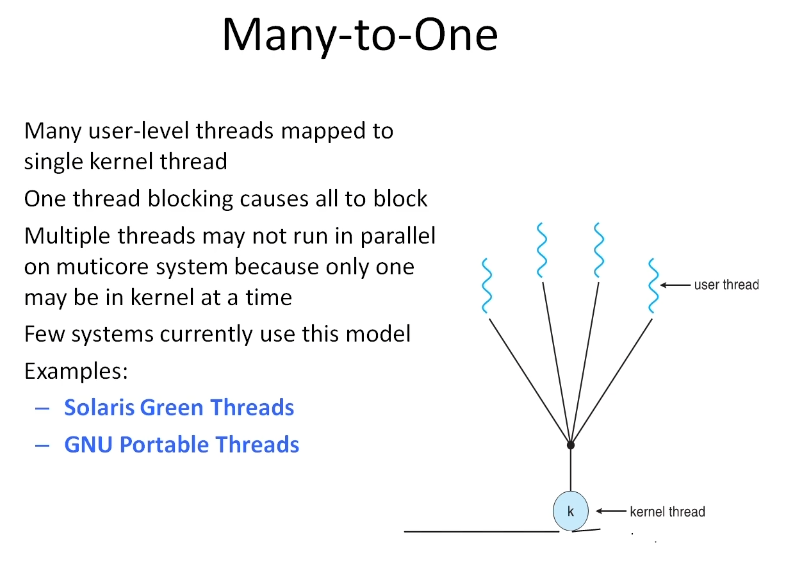 Many-to-One
Many user-level threads mapped to
single kernel thread
One thread blocking causes all to block
Multiple threads may not run in parallel
on muticore system because only one
may be in kernel at a time
Few systems currently use this model
Examples:
– Solaris Green Threads
– GNU Portable Threads
user thread
k
kernel thread